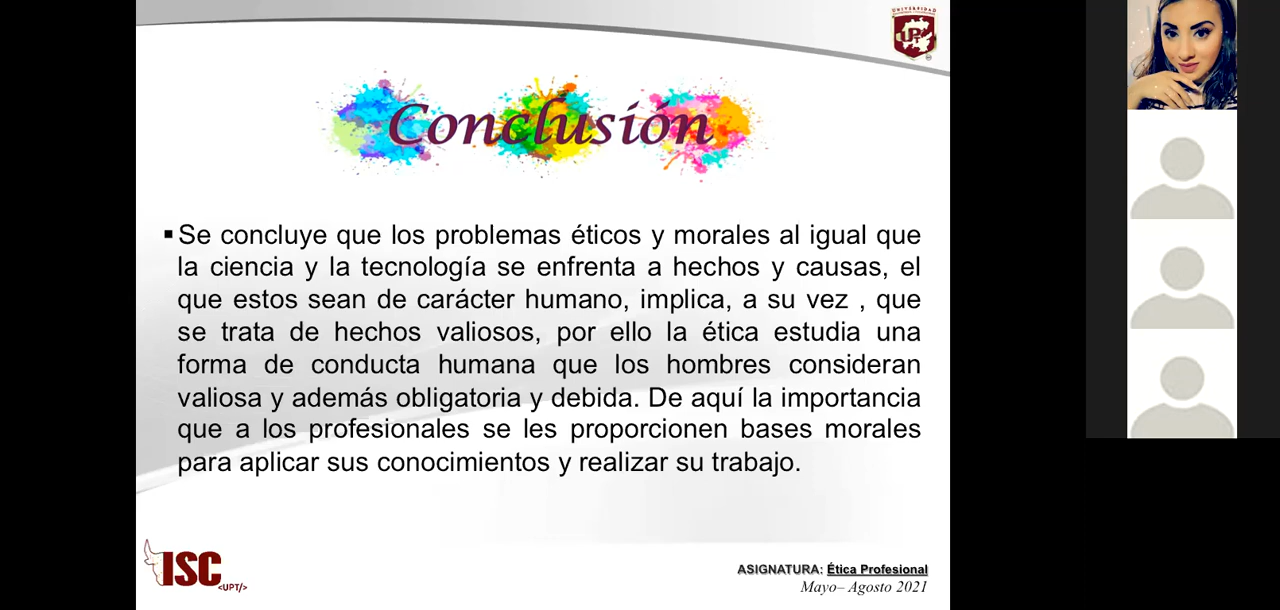 UNIVERSIDAD
UPT
Conclusión
▪Se concluye que los problemas éticos y morales al igual que
la ciencia y la tecnología se enfrenta a hechos y causas, el
que estos sean de carácter humano, implica, a su vez , que
se trata de hechos valiosos, por ello la ética estudia una
forma de conducta humana que los hombres consideran
valiosa y además obligatoria y debida. De aquí la importancia
que a los profesionales se les proporcionen bases morales
para aplicar sus conocimientos y realizar su trabajo.
ISC
<UPT/>
ASIGNATURA: Ética Profesional
Mayo– Agosto 2021